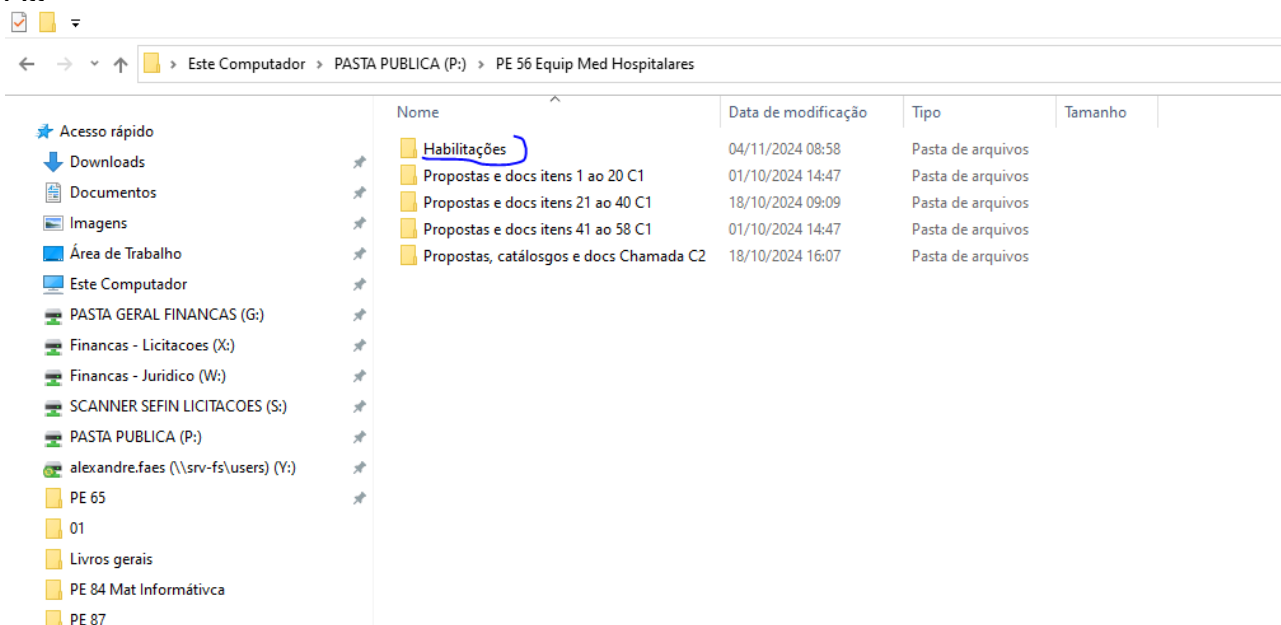 Este Computador > PASTA PUBLICA (P:) > PE 56 Equip Med Hospitalares
Nome Data de modificação Tipo Tamanho
Habilitações 04/11/2024 08:58 Pasta de arquivos
Propostas e docs itens 1 ao 20 C1 01/10/2024 14:47 Pasta de arquivos
Propostas e docs itens 21 ao 40 C1 18/10/2024 09:09 Pasta de arquivos
Propostas e docs itens 41 ao 58 C1 01/10/2024 14:47 Pasta de arquivos
Propostas, catálosgos e docs Chamada C2 18/10/2024 16:07 Pasta de arquivos
Acesso rápido
Downloads
Documentos
Imagens
Área de Trabalho
Este Computador
PASTA GERAL FINANCAS (G:)
Financas - Licitacoes (X:)
Financas - Juridico (W:)
SCANNER SEFIN LICITACOES (S:)
PASTA PUBLICA (P:)
alexandre.faes (\\srv-fs\users) (Y:)
PE 65
01
Livros gerais
PE 84 Mat Informátivca
PE 87